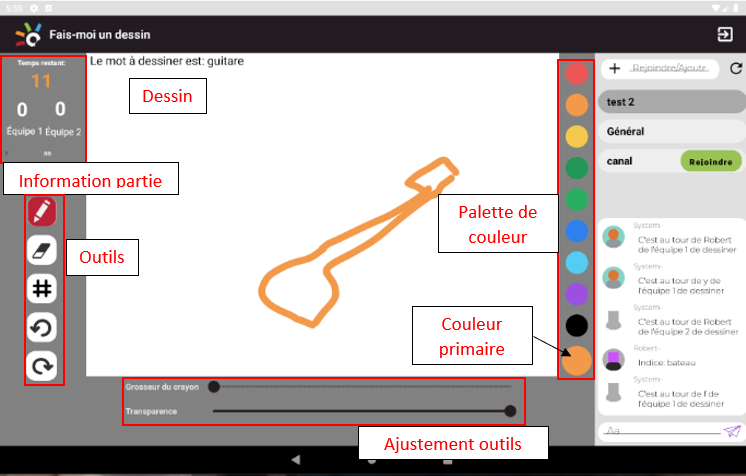 5:50
Fais-moi un dessin
Temps restant:
11
0 0
Équipe 1 Équipe 2
Information partie
Outils
Le mot à dessiner est: guitare
Dessin
Palette de
couleur
Couleur
primaire
Grosseur du crayon
Transparence
Ajustement outils
+ Rejoindre/Ajoutr
test 2
Général
canal Rejoindre
System-
C'est au tour de Robert
de l'équipe 1 de dessiner
System-
C'est au tour de y de
l'équipe 1 de dessiner
System-
C'est au tour de Robert
de l'équipe 2 de dessiner
Robert-
Indice: bateau
System-
C'est au tour de f de
l'équipe 1 de dessiner
Aa